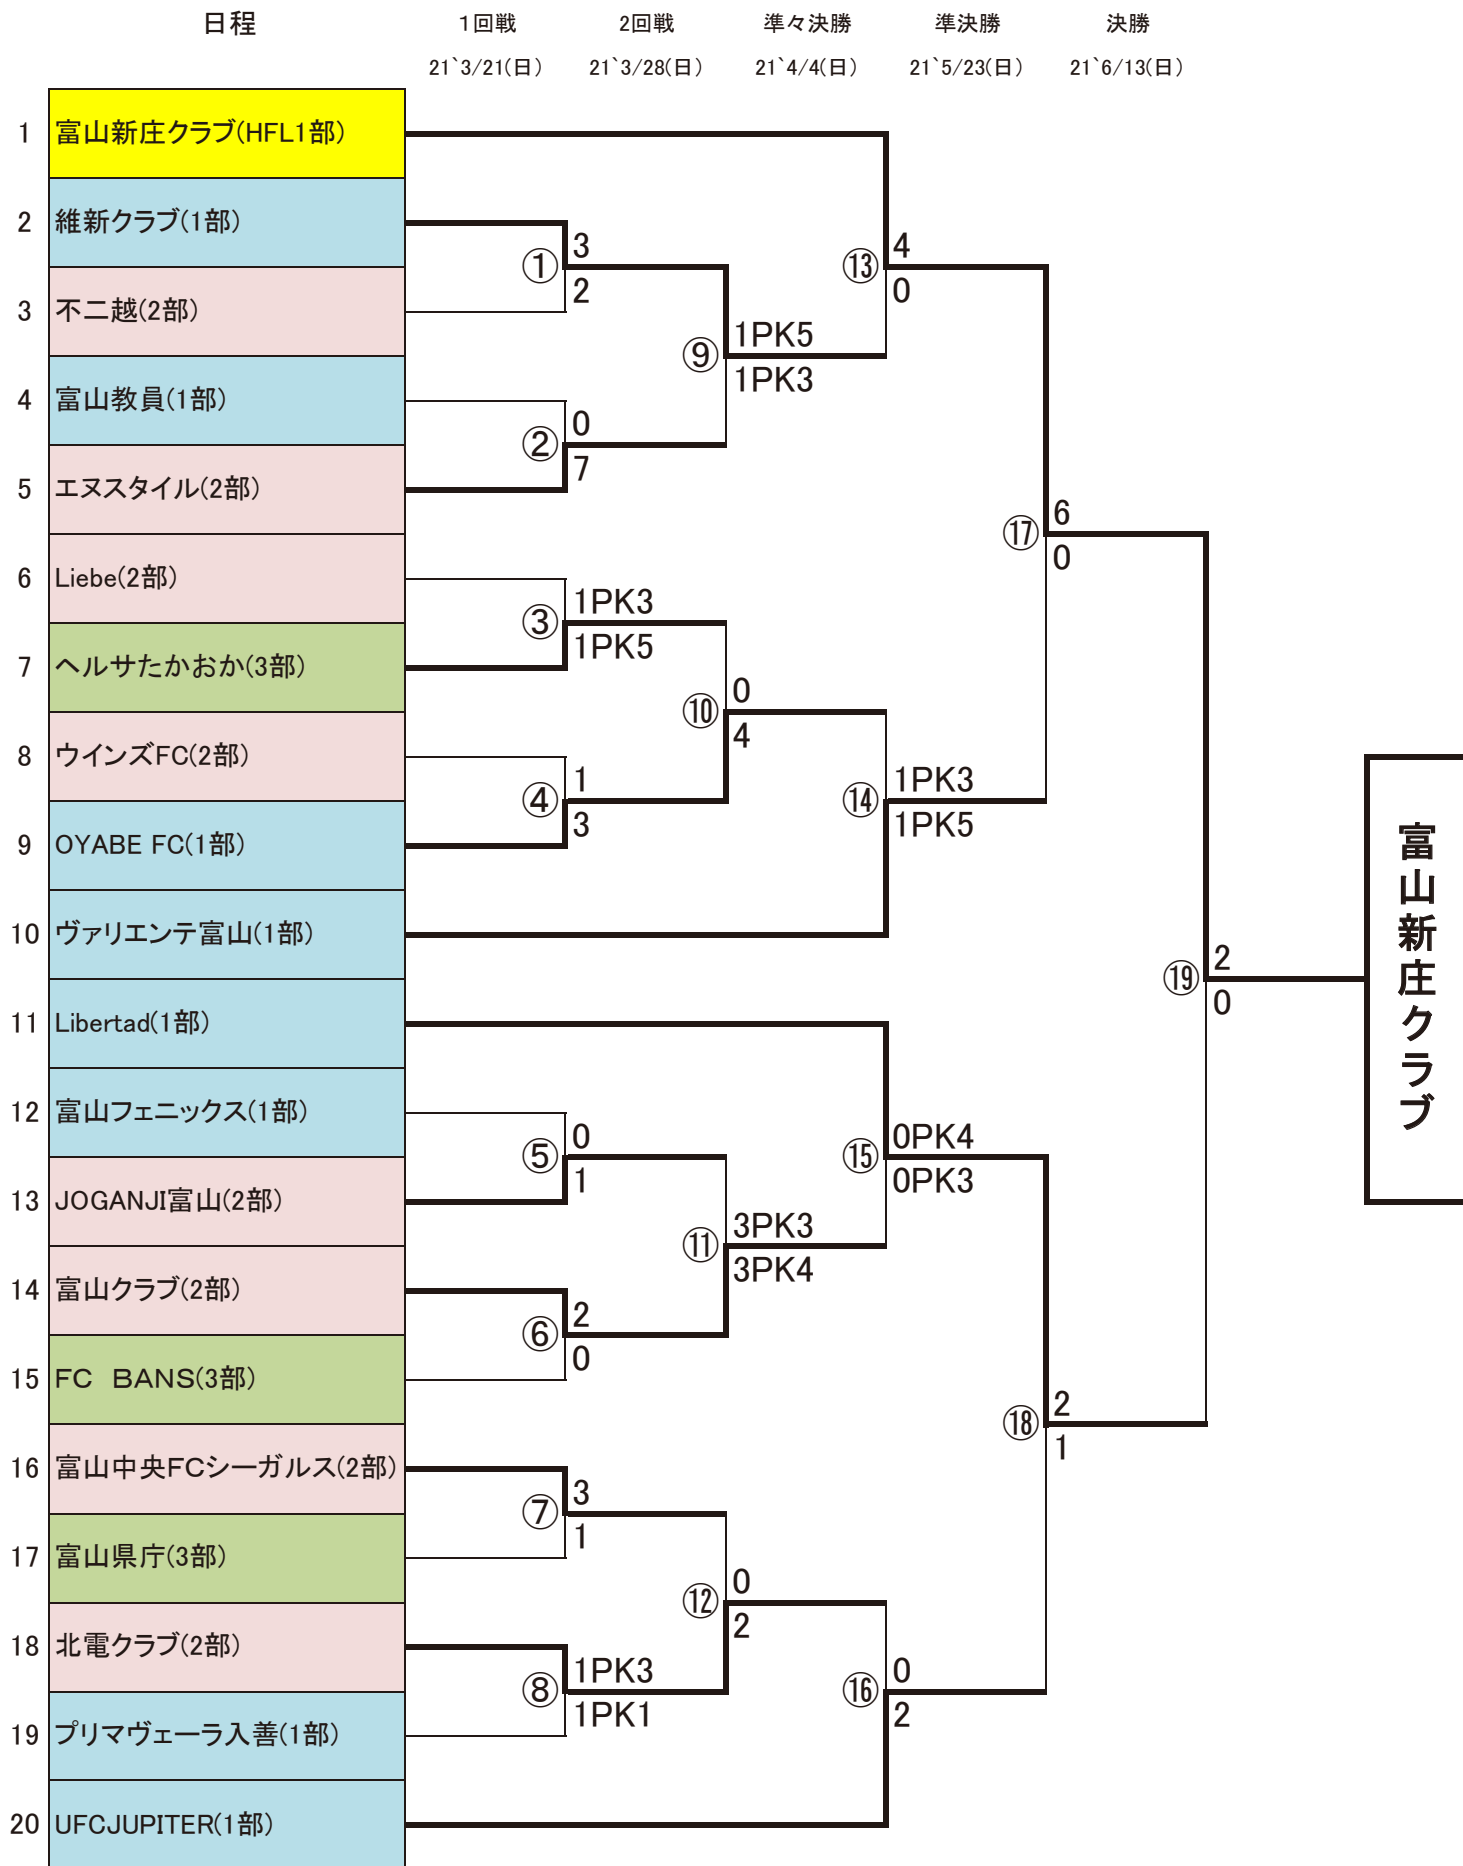 日程 1回戦 2回戦 準々決勝 準決勝 決勝
21`3/21(日) 21`3/28(日) 21`4/4(日) 21`5/23(日) 21`6/13(日)
1 富山新庄クラブ(HFL1部)
2 維新クラブ(1部)
3
① 4
⑬
3 不二越(2部)
2
0
1PK5
⑨
4 富山教員(1部)
1PK3
0
②
5 エヌスタイル(2部)
7
6
⑰
0
6 Liebe(2部)
1PK3
③
7 ヘルサたかおか(3部)
1PK5
0
⑩
8 ウインズFC(2部)
4
1
④
1PK3
⑭
9 OYABE FC(1部)
3
1PK5
10 ヴァリエンテ富山(1部)
2
⑲
0
富山新庄クラブ
11 Libertad(1部)
12 富山フェニックス(1部)
0
⑤
0PK4
⑮
13 JOGANJI富山(2部)
1
0PK3
3PK3
⑪
14 富山クラブ(2部)
3PK4
2
⑥
15 FC BANS(3部)
0
2
⑱
1
16 富山中央FCシーガルス(2部)
3
⑦
17 富山県庁(3部)
1
0
⑫
18 北電クラブ(2部)
2
1PK3
⑧
0
⑯
19 プリマヴェーラ入善(1部)
1PK1
2
20 UFCJUPITER(1部)